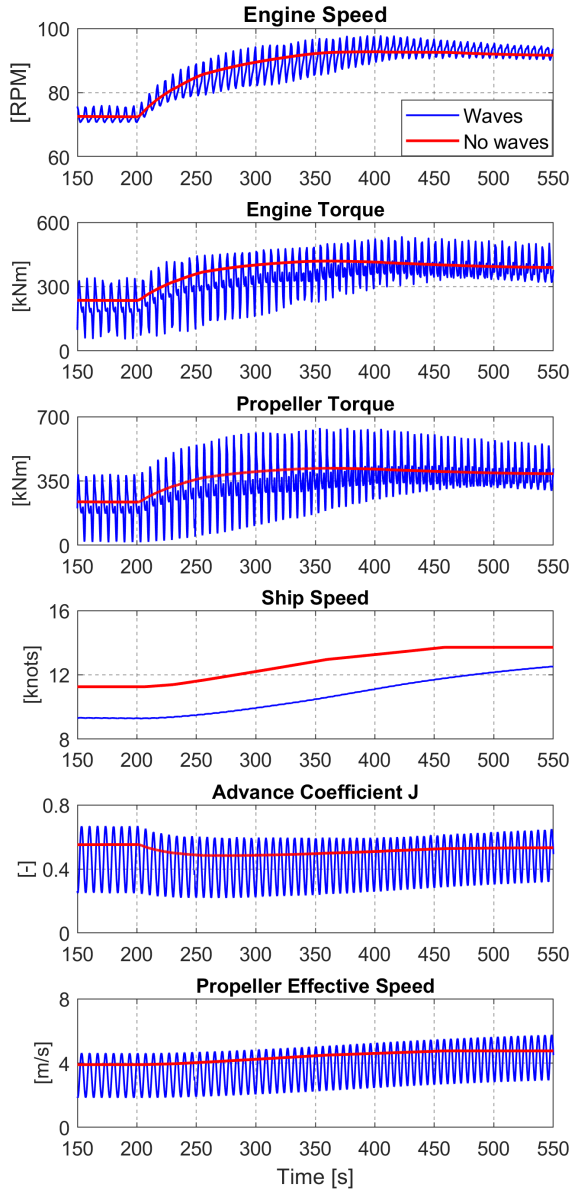 Engine Speed
100
80
60
[RPM]
Waves
No waves
150 200 250 300 350 400 450 500 550
Engine Torque
600
300
0
[kNm]
150 200 250 300 350 400 450 500 550
Propeller Torque
700
350
0
[kNm]
150 200 250 300 350 400 450 500 550
Ship Speed
16
12
8
[knots]
150 200 250 300 350 400 450 500 550
Advance Coefficient J
0.8
0.4
0
[-]
150 200 250 300 350 400 450 500 550
Propeller Effective Speed
8
4
0
[m/s]
150 200 250 300 350 400 450 500 550
Time [s]